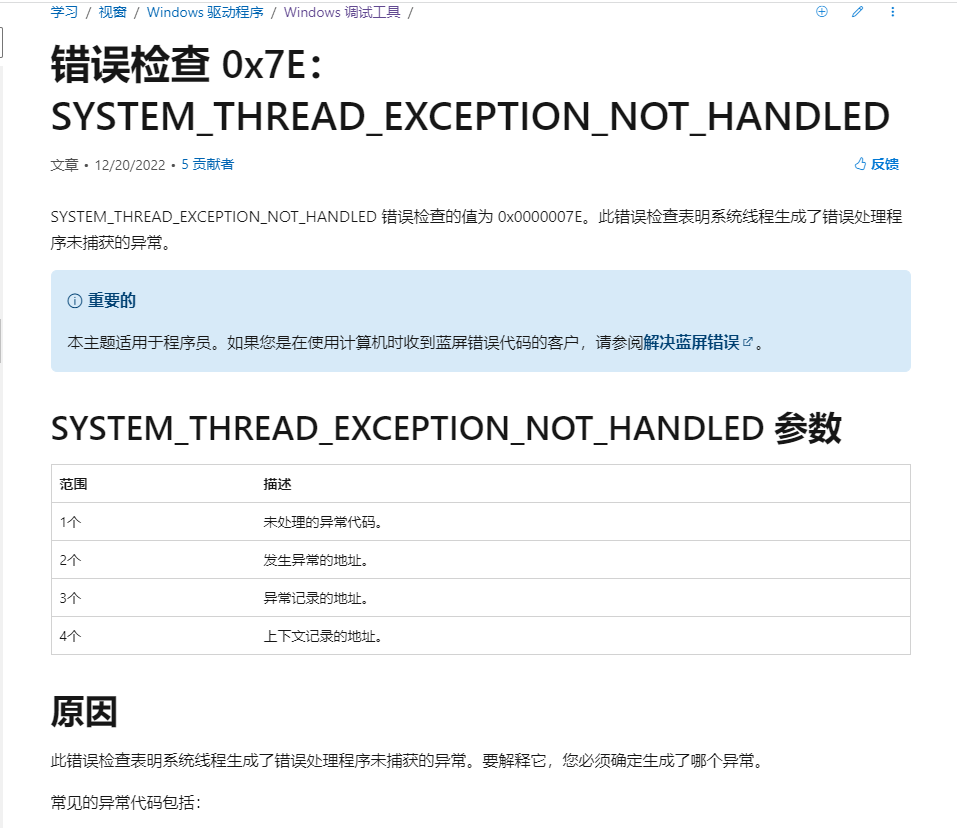 学习 / 视窗 / Windows 驱动程序 / Windows 调试工具 /
错误检查 0x7E：
SYSTEM_THREAD_EXCEPTION_NOT_HANDLED
文章 • 12/20/2022 • 5 贡献者
反馈
SYSTEM_THREAD_EXCEPTION_NOT_HANDLED 错误检查的值为 0x0000007E。此错误检查表明系统线程生成了错误处理程
序未捕获的异常。
重要的
本主题适用于程序员。如果您是在使用计算机时收到蓝屏错误代码的客户，请参阅解决蓝屏错误。
SYSTEM_THREAD_EXCEPTION_NOT_HANDLED 参数
范围 描述
1个 未处理的异常代码。
2个 发生异常的地址。
3个 异常记录的地址。
4个 上下文记录的地址。
原因
此错误检查表明系统线程生成了错误处理程序未捕获的异常。要解释它，您必须确定生成了哪个异常。
常见的异常代码包括：